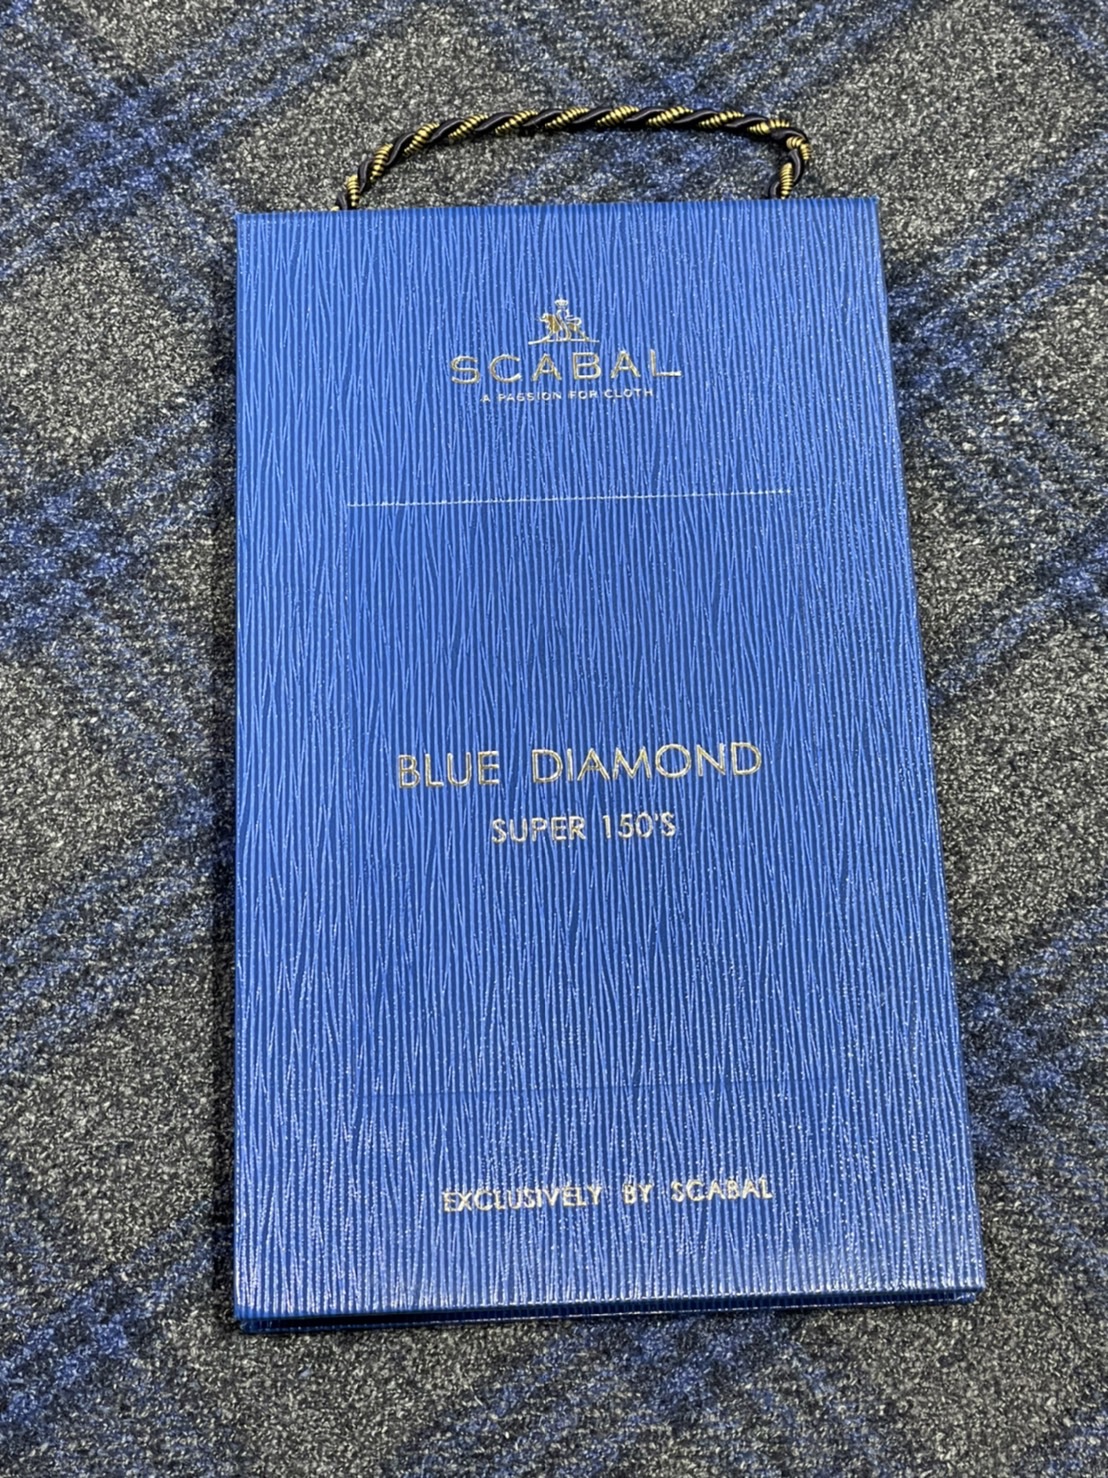 SCABAL
A PASSION FOR CLOTH
BLUE DIAMOND
SUPER 150'S
EXCLUSIVELY BY SCABAL